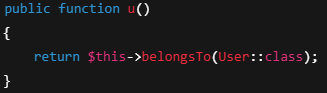 public function u()
{
    return $this->belongsTo(User::class);
}